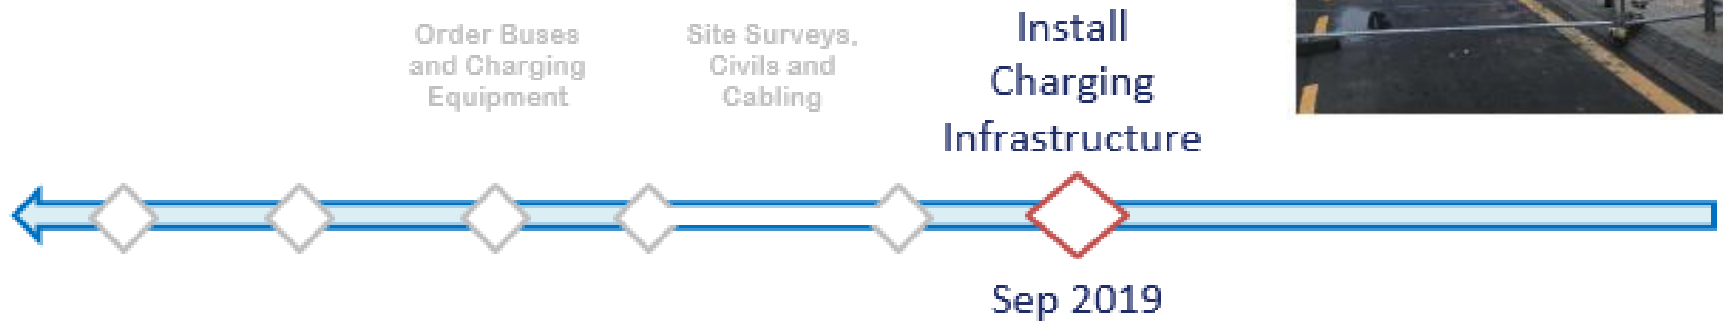 Order Buses
and Charging
Equipment
Site Surveys,
Civils and
Cabling
Install
Charging
Infrastructure
Sep 2019